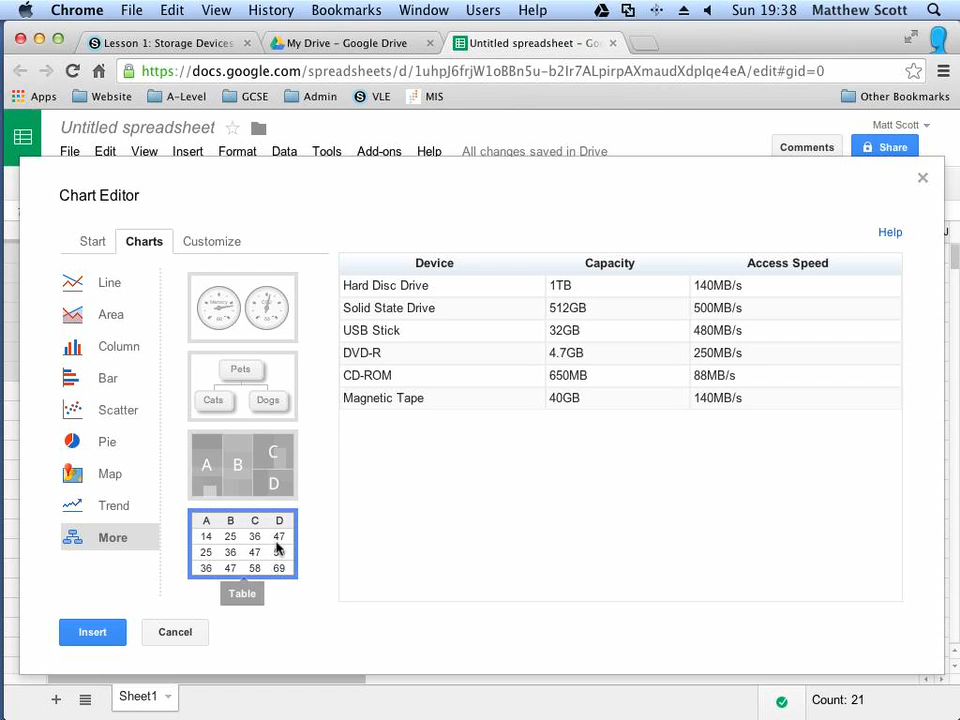 Chrome File Edit View History Bookmarks Window Users Help Sun 19:38 Matthew Scott
Lesson 1: Storage Devices My Drive – Google Drive Untitled spreadsheet – Go
https://docs.google.com/spreadsheets/d/1uhpJ6frjW1oBBn5u-b2Ir7ALpirpAXmaudXdpIqe4eA/edit#gid=0
Apps Website A-Level GCSE Admin VLE MIS Other Bookmarks
Untitled spreadsheet Matt Scott
File Edit View Insert Format Data Tools Add-ons Help All changes saved in Drive Comments Share
Chart Editor
Help
Start Charts Customize
Line
Area
Column
Bar
Scatter
Pie
Map
Trend
More
Memory
Pets
Cats Dogs
A B C
D
A B C D
14 25 36 47
25 36 47
36 47 58 69
Table
Device Capacity Access Speed
Hard Disc Drive 1TB 140MB/s
Solid State Drive 512GB 500MB/s
USB Stick 32GB 480MB/s
DVD-R 4.7GB 250MB/s
CD-ROM 650MB 88MB/s
Magnetic Tape 40GB 140MB/s
Insert Cancel
Sheet1 Count: 21